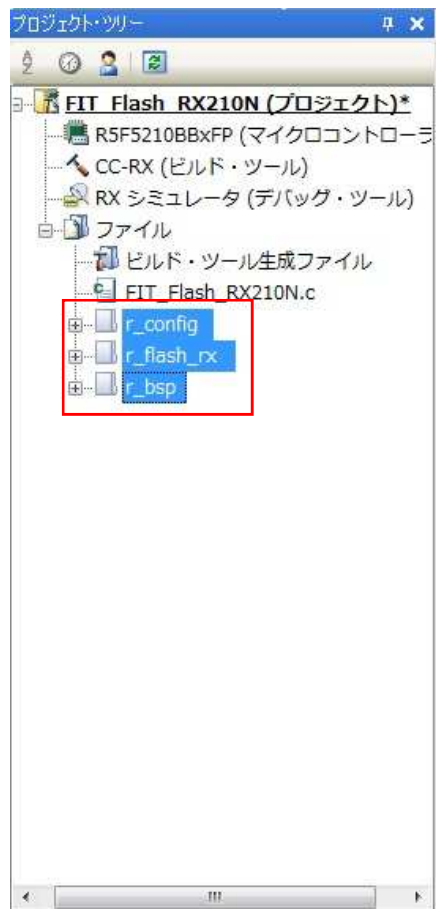 プロジェクト・ツリー
FIT_Flash_RX210N (プロジェクト)*
R5F5210BBxFP (マイクロコントローラ
CC-RX (ビルド・ツール)
RX シミュレータ (デバッグ・ツール)
ファイル
ビルド・ツール生成ファイル
FIT_Flash_RX210N.c
r_config
r_flash_rx
r_bsp